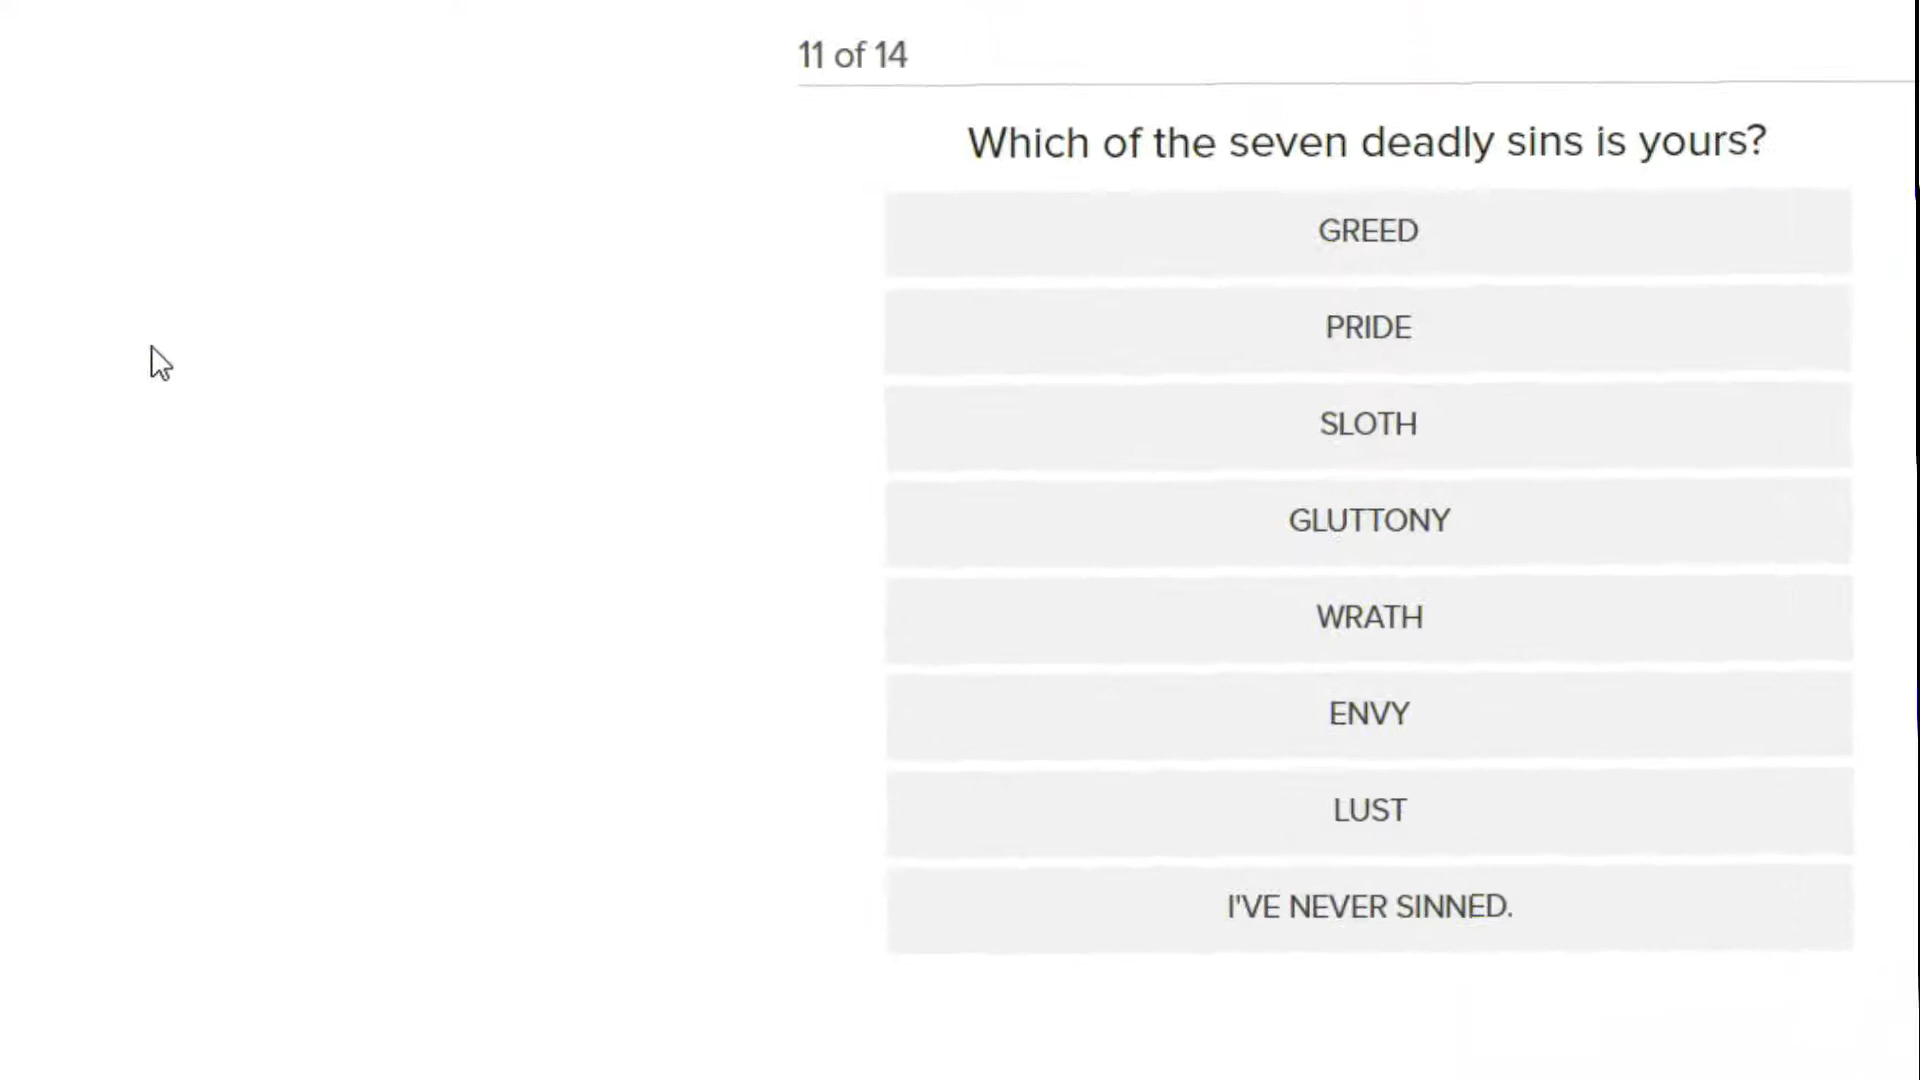 11 of 14
Which of the seven deadly sins is yours?
GREED
PRIDE
SLOTH
GLUTTONY
WRATH
ENVY
LUST
I'VE NEVER SINNED.